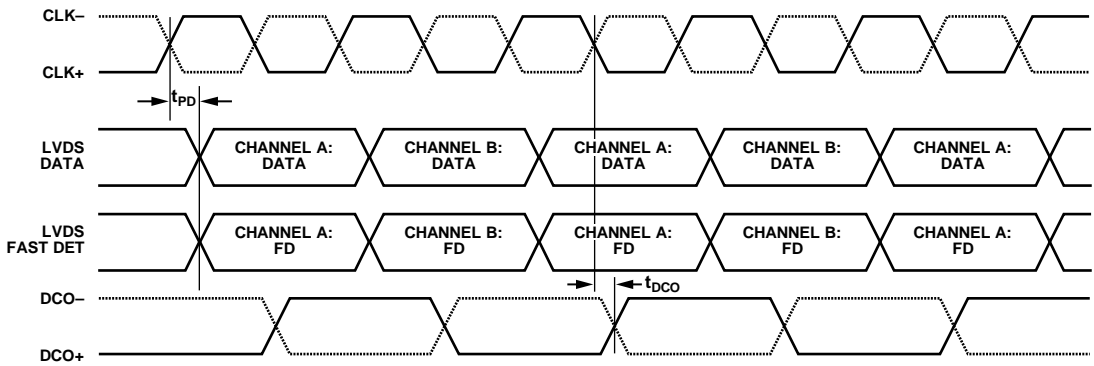 CLK–
CLK+
tPD
LVDS
DATA
CHANNEL A:
DATA
CHANNEL B:
DATA
CHANNEL A:
DATA
CHANNEL B:
DATA
CHANNEL A:
DATA
LVDS
FAST DET
CHANNEL A:
FD
CHANNEL B:
FD
CHANNEL A:
FD
CHANNEL B:
FD
CHANNEL A:
FD
tDCO
DCO–
DCO+